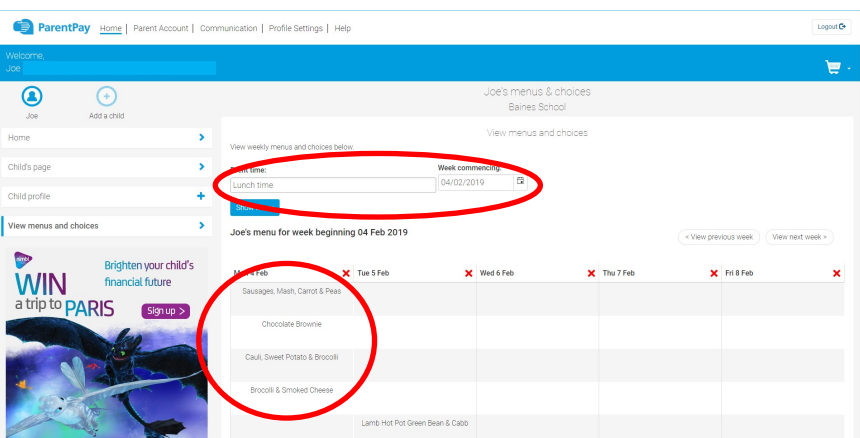 ParentPay Home | Parent Account | Communication | Profile Settings | Help
Logout
Welcome,
Joe
Joe
Add a child
Home
Child's page
Child profile
View menus and choices
WIN
a trip to PARIS
Brighten your child's
financial future
Sign up >
Joe's menus & choices
Baines School
View menus and choices
View weekly menus and choices below.
time:
Week commencing:
Lunch time
04/02/2019
Joe's menu for week beginning 04 Feb 2019
« View previous week
View next week »
4 Feb
Tue 5 Feb
Wed 6 Feb
Thu 7 Feb
Fri 8 Feb
Sausages, Mash, Carrot & Peas
Chocolate Brownie
Cauli, Sweet Potato & Brocolli
Brocolli & Smoked Cheese
Lamb Hot Pot Green Bean & Cabb